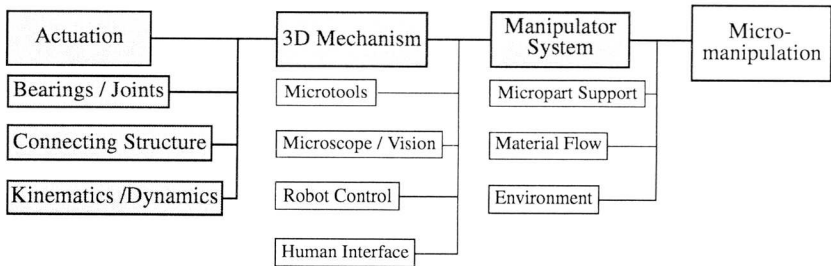 Actuation
Bearings / Joints
Connecting Structure
Kinematics /Dynamics
3D Mechanism
Microtools
Microscope / Vision
Robot Control
Human Interface
Manipulator
System
Micropart Support
Material Flow
Environment
Micro-
manipulation